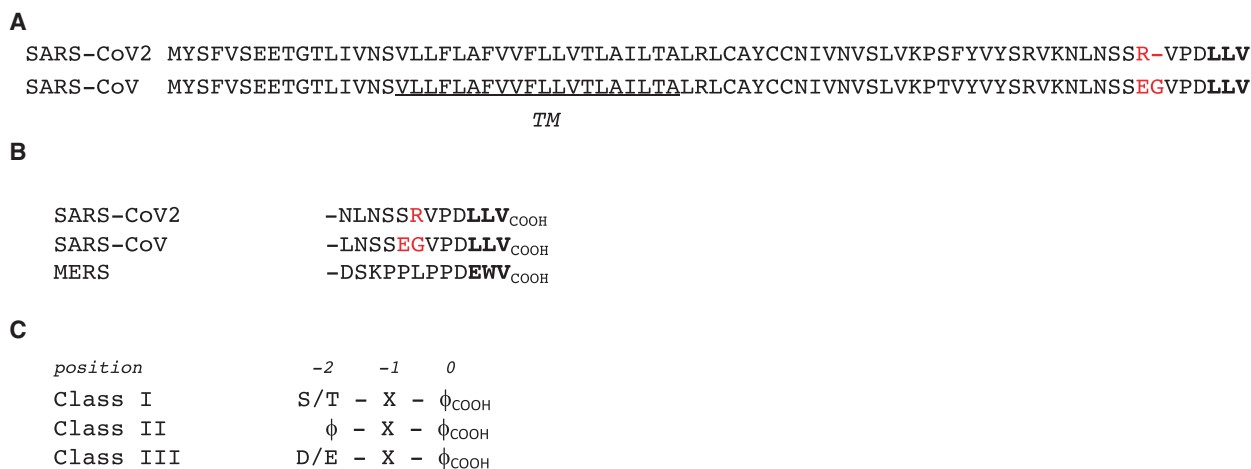 A
SARS-CoV2 MYSFVSEETGTLIVNSVLLFLAFVVFLLVTLAILTALRLCAYCCNIVNVSLVKPSFYVYSRVKNLNSSR-VPDLLV
SARS-CoV MYSFVSEETGTLIVNSVLLFLAFVVFLLVTLAILTALRLCAYCCNIVNVSLVKPTVYVYSRVKNLNSSEGVPDLLV
TM
B
SARS-CoV2 -NLNSSRVPDLLVCOOH
SARS-CoV -LNSSEGVPDLLVCOOH
MERS -DSKPPLPPDEWVCOOH
C
position -2 -1 0
Class I S/T - X - ϕCOOH
Class II ϕ - X - ϕCOOH
Class III D/E - X - ϕCOOH